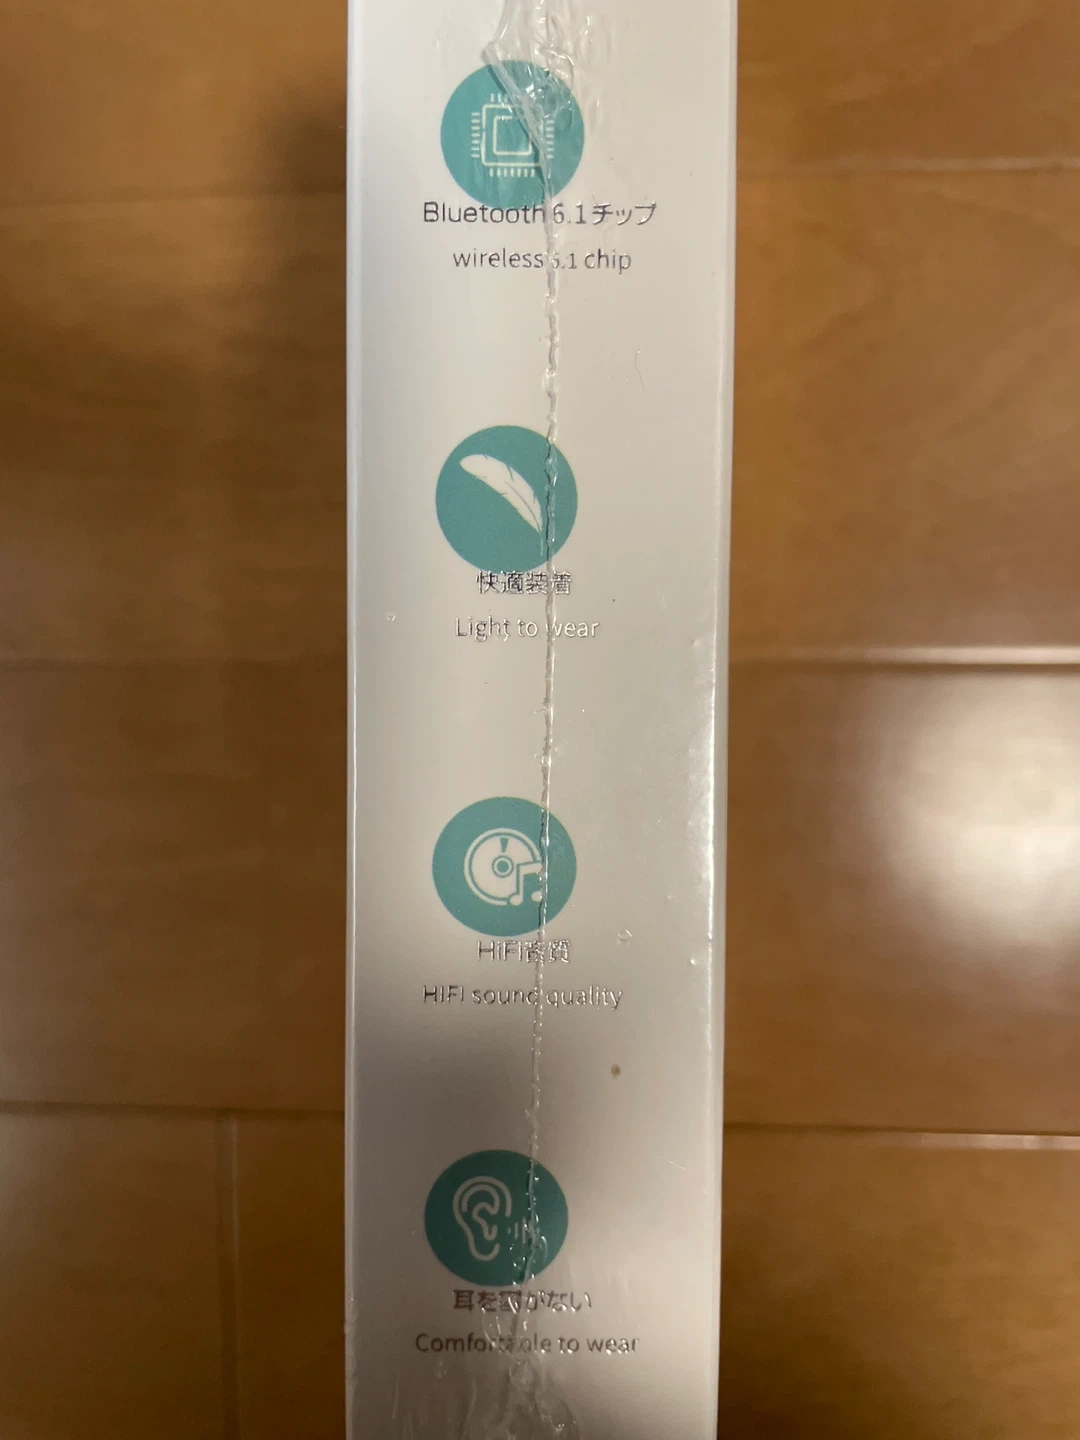 Bluetooth 6.1チップ
wireless 6.1 chip
快適装着
Light to wear
HiFi音質
HIFI sound quality
耳を塞がない
Comfortable to wear